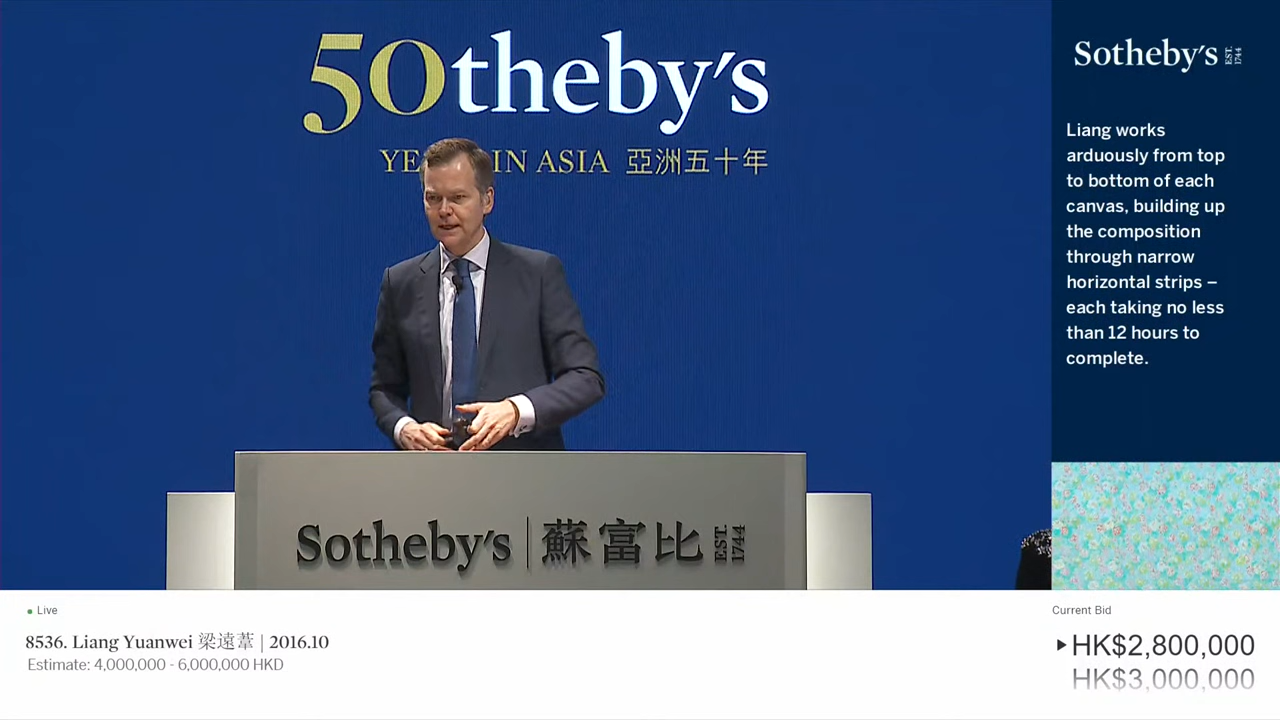 50theby's
YE IN ASIA 亞洲五十年
Sotheby's 蘇富比 EST. 1744
Sotheby's EST. 1744
Liang works
arduously from top
to bottom of each
canvas, building up
the composition
through narrow
horizontal strips –
each taking no less
than 12 hours to
complete.
Live
8536. Liang Yuanwei 梁遠葦 | 2016.10
Estimate: 4,000,000 - 6,000,000 HKD
Current Bid
HK$2,800,000
HK$3,000,000